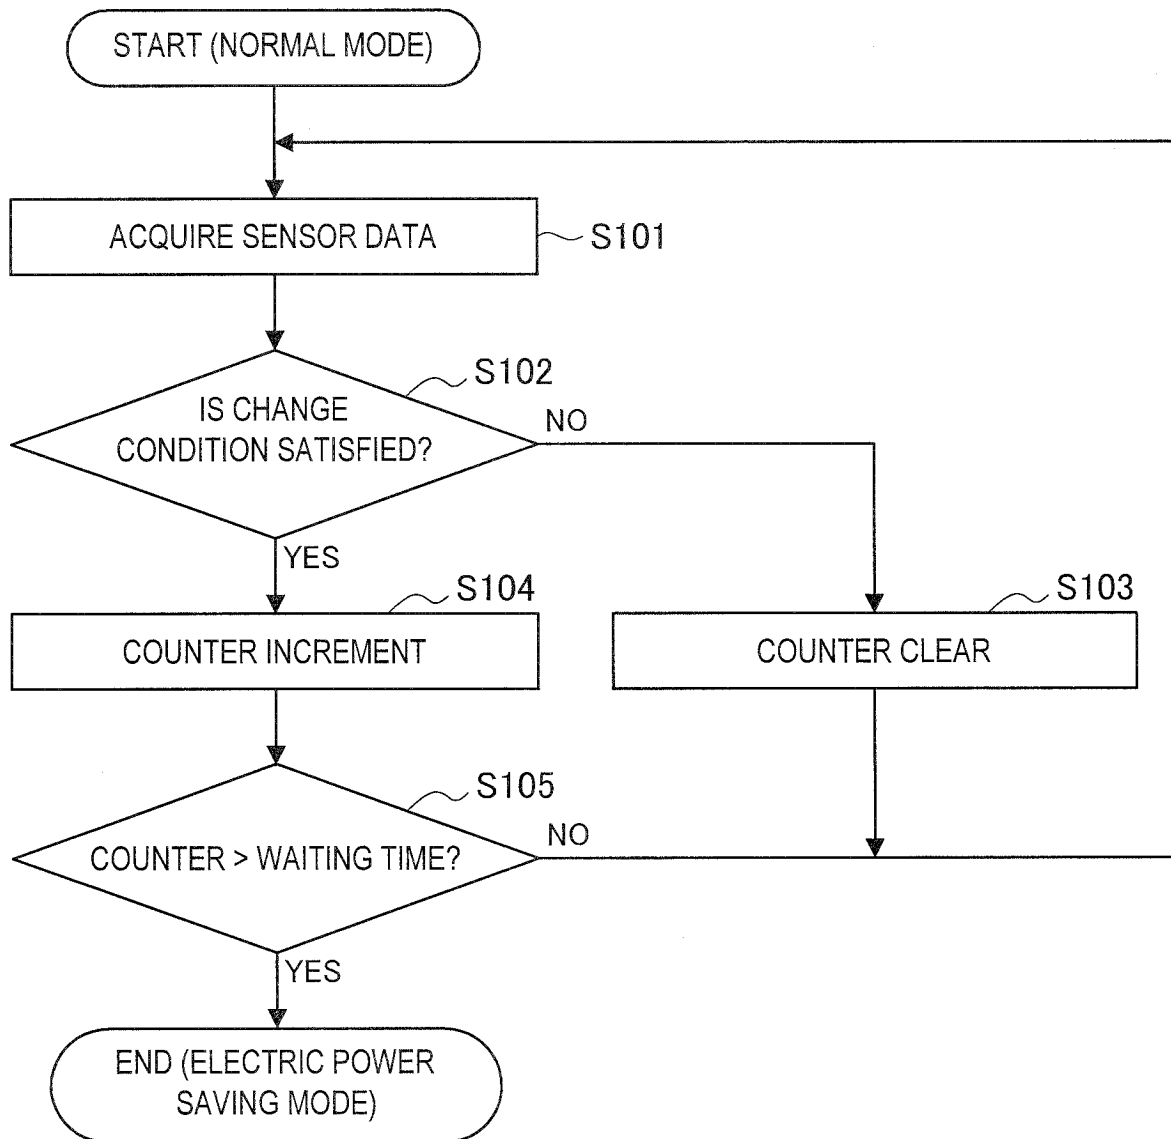 START (NORMAL MODE)
ACQUIRE SENSOR DATA
S101
S102
IS CHANGE
CONDITION SATISFIED?
NO
YES
S104
S103
COUNTER INCREMENT
COUNTER CLEAR
S105
COUNTER > WAITING TIME?
NO
YES
END (ELECTRIC POWER
SAVING MODE)